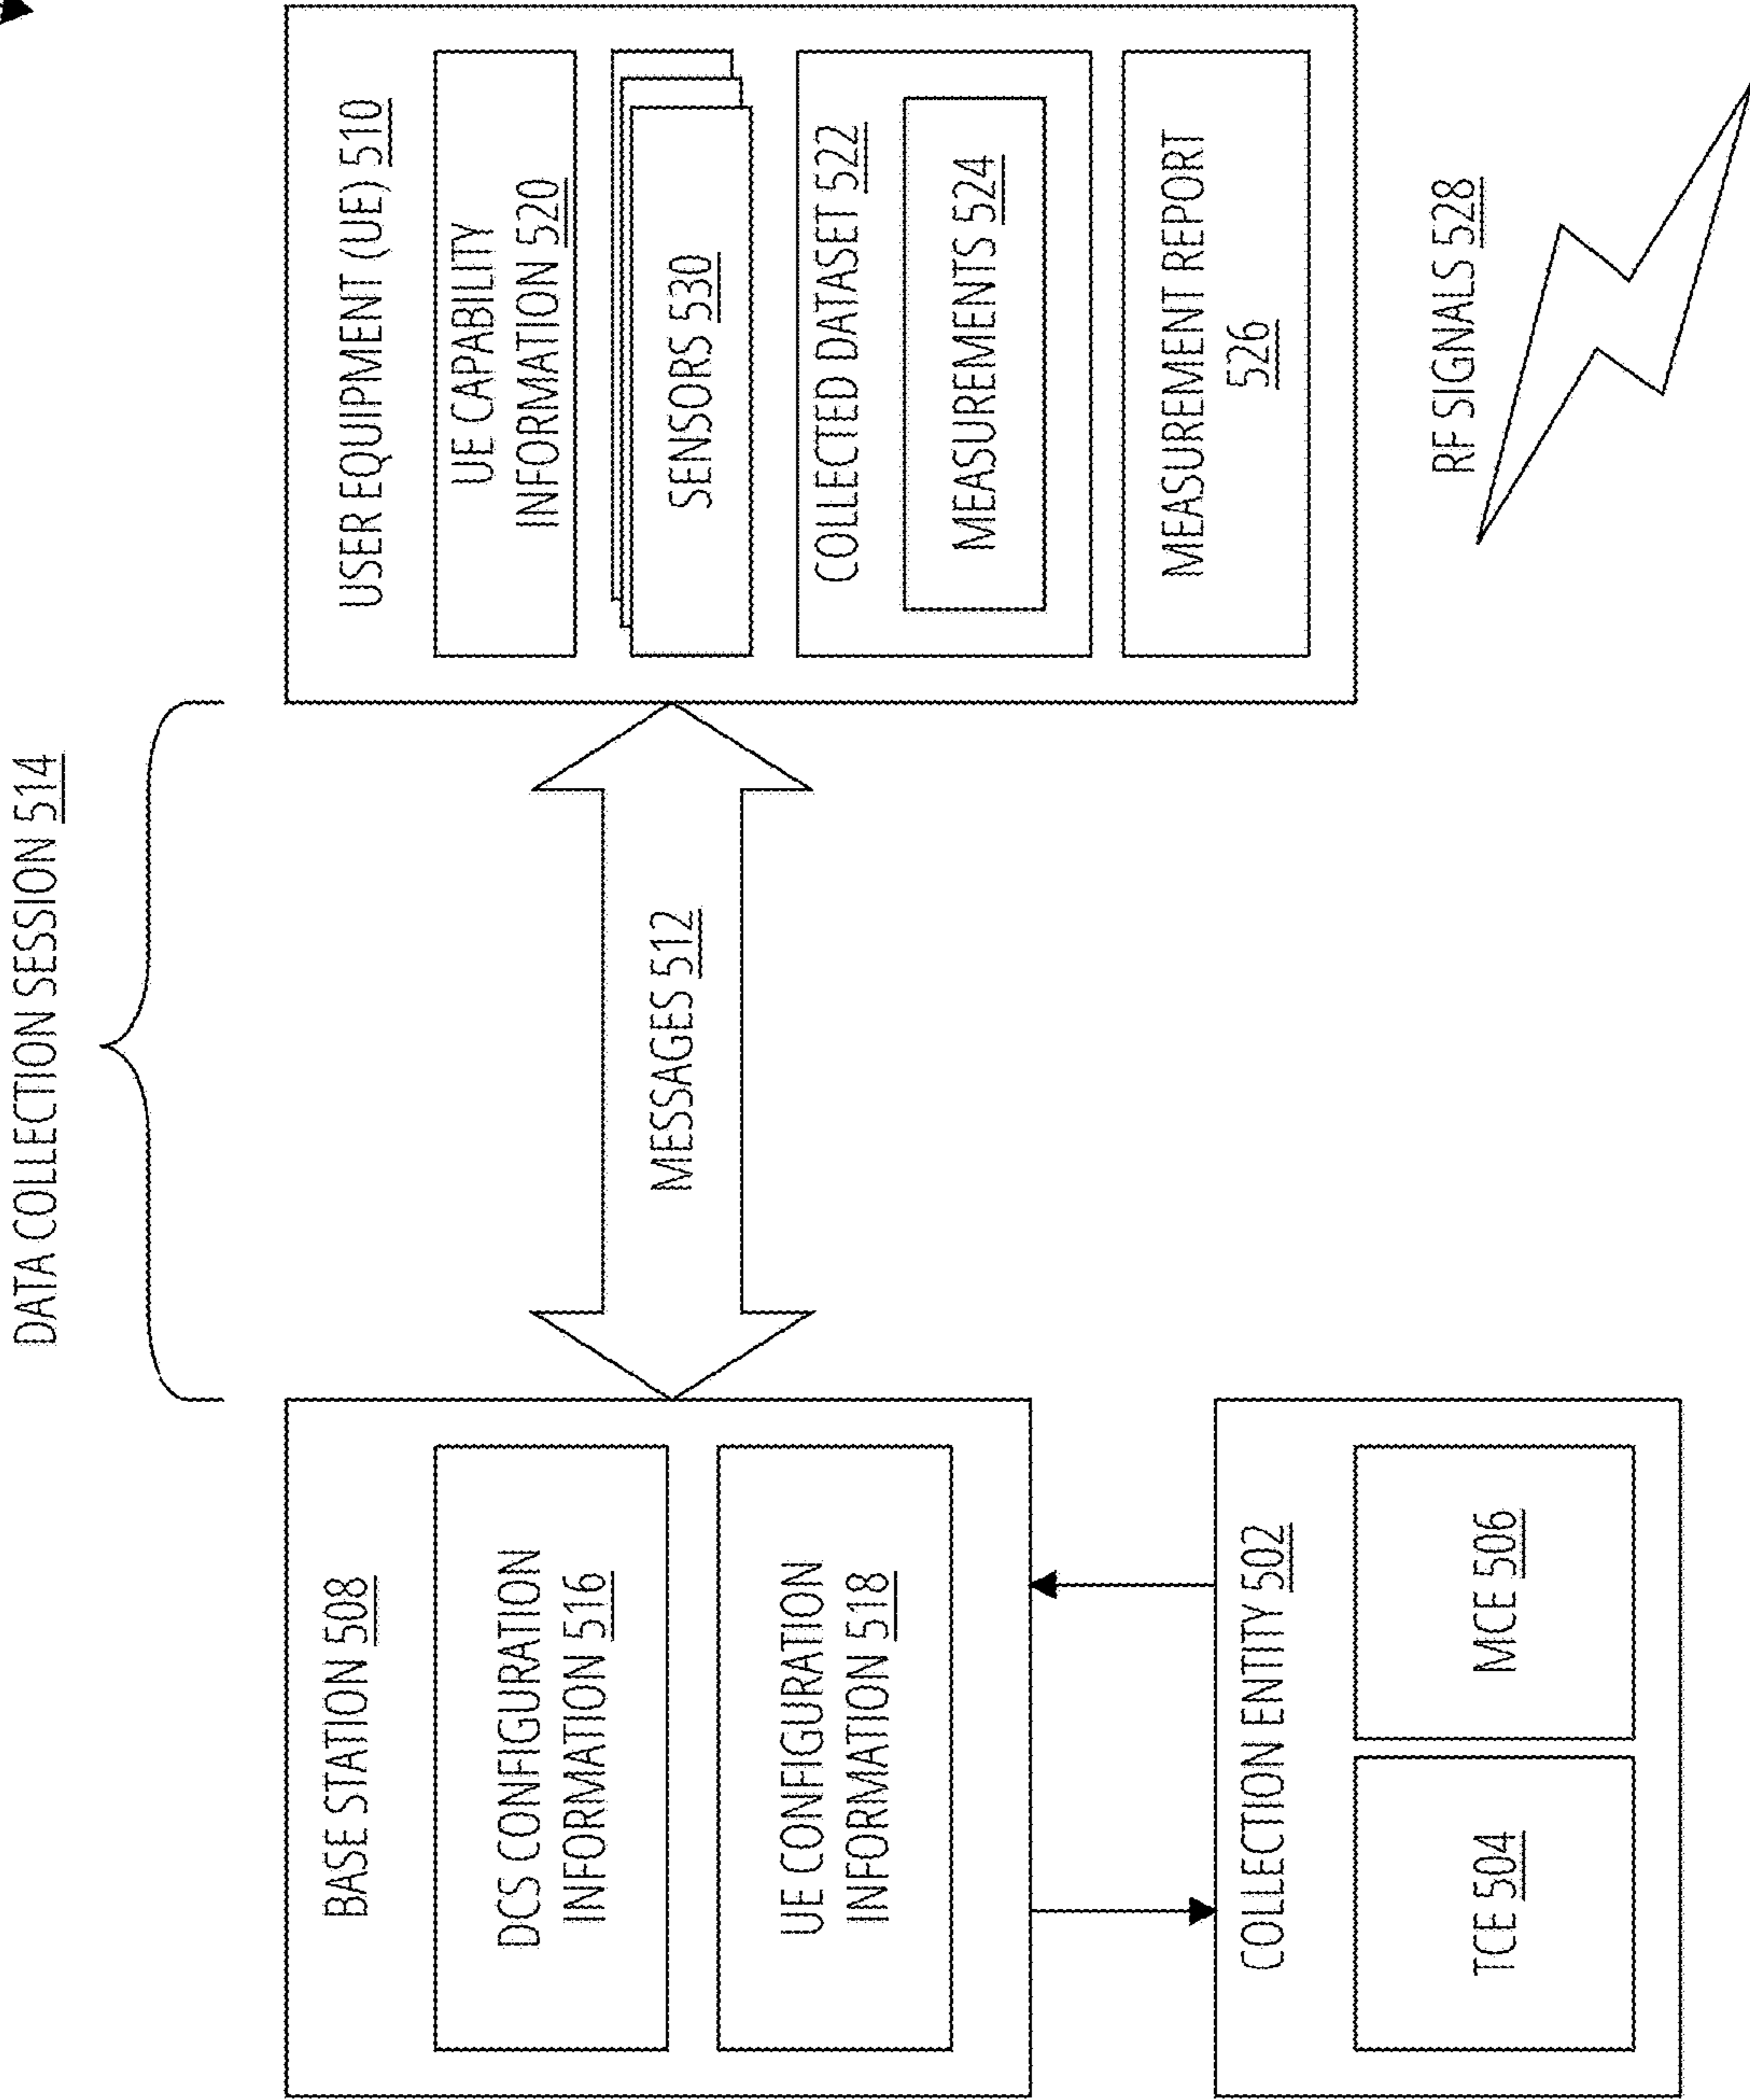 DATA COLLECTION SESSION 514
BASE STATION 508
DCS CONFIGURATION
INFORMATION 516
UE CONFIGURATION
INFORMATION 518
MESSAGES 512
USER EQUIPMENT (UE) 510
UE CAPABILITY
INFORMATION 520
SENSORS 530
COLLECTED DATASET 522
MEASUREMENTS 524
MEASUREMENT REPORT
526
COLLECTION ENTITY 502
TCE 504
MCE 506
RF SIGNALS 528